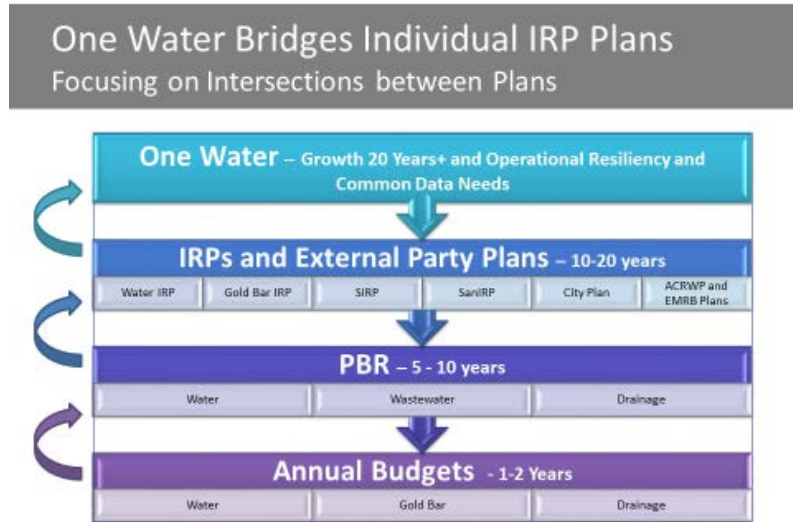 One Water Bridges Individual IRP Plans
Focusing on Intersections between Plans
One Water – Growth 20 Years+ and Operational Resiliency and
Common Data Needs
IRPs and External Party Plans – 10-20 years
Water IRP
Gold Bar IRP
SIRP
SanIRP
City Plan
ACRWP and
EMRB Plans
PBR – 5 - 10 years
Water
Wastewater
Drainage
Annual Budgets - 1-2 Years
Water
Gold Bar
Drainage